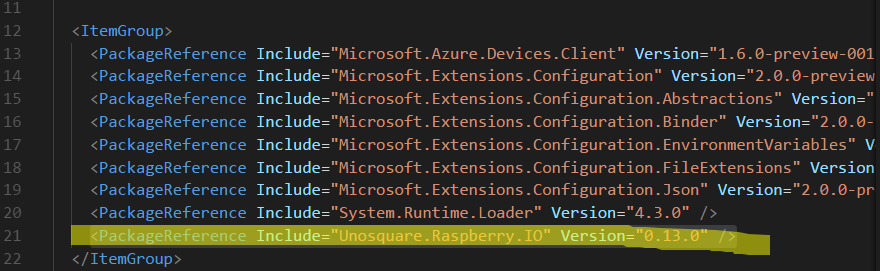 11
12 <ItemGroup>
13 <PackageReference Include="Microsoft.Azure.Devices.Client" Version="1.6.0-preview-001
14 <PackageReference Include="Microsoft.Extensions.Configuration" Version="2.0.0-preview
15 <PackageReference Include="Microsoft.Extensions.Configuration.Abstractions" Version="
16 <PackageReference Include="Microsoft.Extensions.Configuration.Binder" Version="2.0.0-
17 <PackageReference Include="Microsoft.Extensions.Configuration.EnvironmentVariables" V
18 <PackageReference Include="Microsoft.Extensions.Configuration.FileExtensions" Version
19 <PackageReference Include="Microsoft.Extensions.Configuration.Json" Version="2.0.0-pr
20 <PackageReference Include="System.Runtime.Loader" Version="4.3.0" />
21 <PackageReference Include="Unosquare.Raspberry.IO" Version="0.13.0" />
22 </ItemGroup>